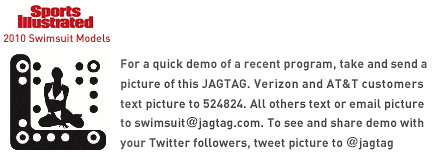 Sports
Illustrated
2010 Swimsuit Models
For a quick demo of a recent program, take and send a
picture of this JAGTAG. Verizon and AT&T customers
text picture to 524824. All others text or email picture
to swimsuit@jagtag.com. To see and share demo with
your Twitter followers, tweet picture to @jagtag